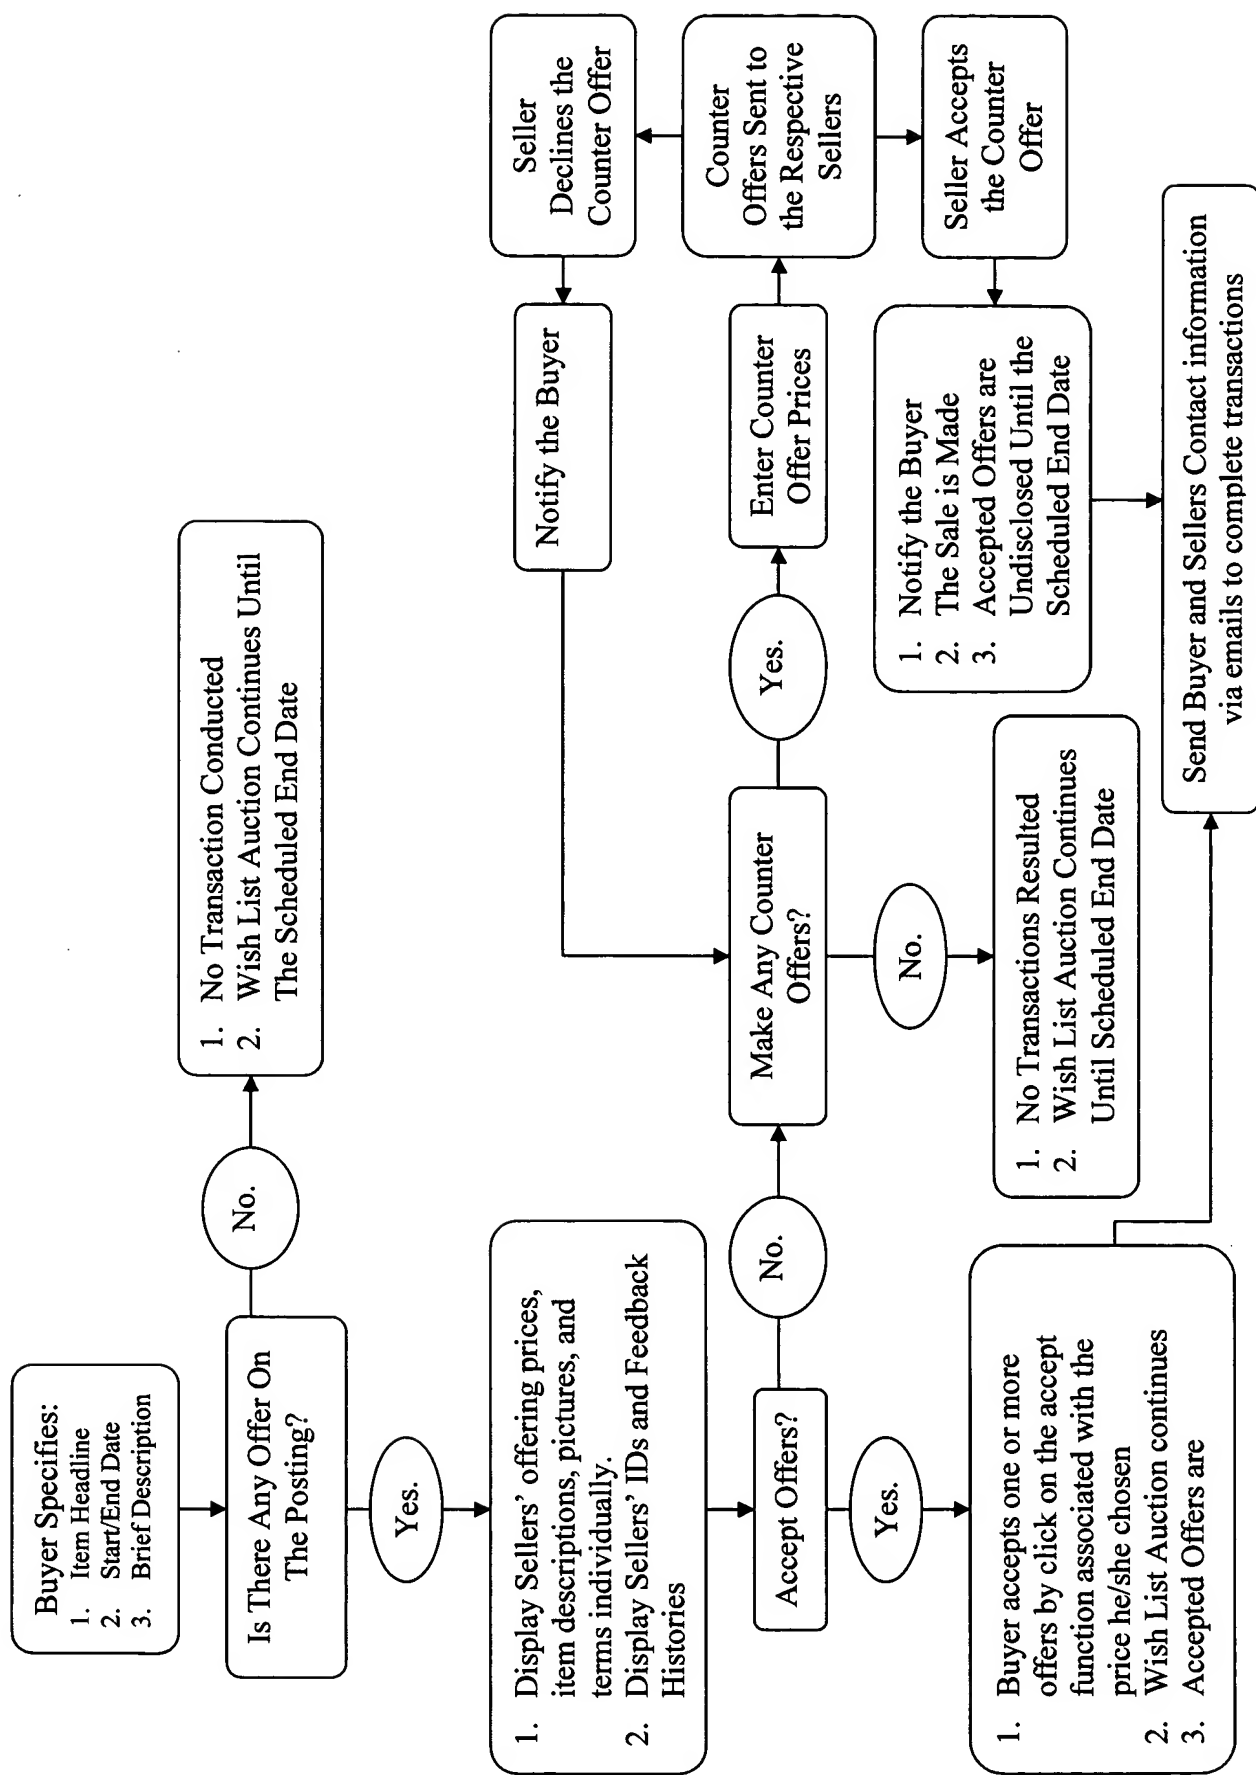 Buyer Specifies:
1. Item Headline
2. Start/End Date
3. Brief Description
Is There Any Offer On
The Posting?
No.
1. No Transaction Conducted
2. Wish List Auction Continues Until
The Scheduled End Date
Yes.
1. Display Sellers’ offering prices,
item descriptions, pictures, and
terms individually.
2. Display Sellers’ IDs and Feedback
Histories
Accept Offers?
No.
Make Any Counter
Offers?
Yes.
Enter Counter
Offer Prices
Counter
Offers Sent to
the Respective
Sellers
Seller
Declines the
Counter Offer
Notify the Buyer
Seller Accepts
the Counter
Offer
1. Notify the Buyer
2. The Sale is Made
3. Accepted Offers are
Undisclosed Until the
Scheduled End Date
No.
1. No Transactions Resulted
2. Wish List Auction Continues
Until Scheduled End Date
Yes.
1. Buyer accepts one or more
offers by click on the accept
function associated with the
price he/she chosen
2. Wish List Auction continues
3. Accepted Offers are
Send Buyer and Sellers Contact information
via emails to complete transactions